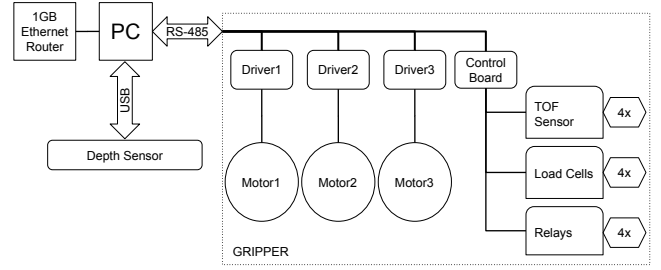 1GB
Ethernet
Router
PC
RS-485
USB
Depth Sensor
Driver1
Driver2
Driver3
Control
Board
Motor1
Motor2
Motor3
TOF
Sensor
4x
Load Cells
4x
Relays
4x
GRIPPER